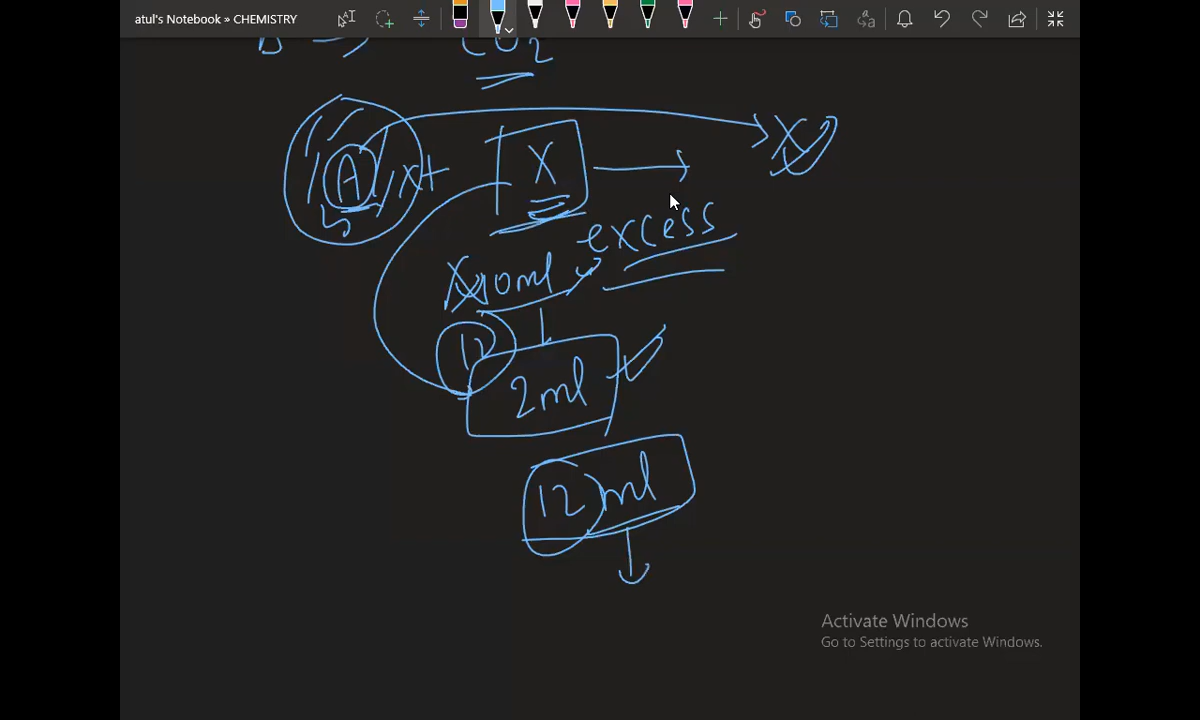 atul's Notebook » CHEMISTRY
B → CO2
A + X → X
excess
10ml
12
2ml
12 ml
Activate Windows
Go to Settings to activate Windows.